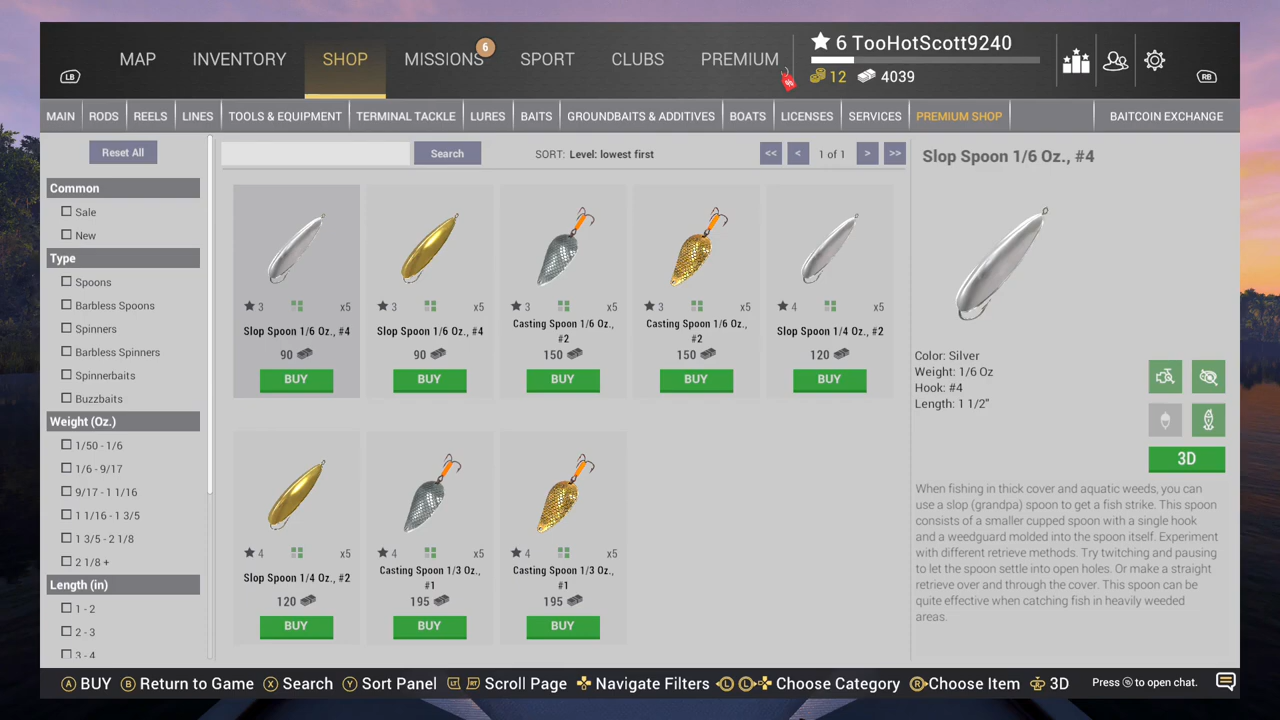 MAP
INVENTORY
SHOP
MISSIONS
6
SPORT
CLUBS
PREMIUM
6 TooHotScott9240
12
4039
LB
RB
MAIN
RODS
REELS
LINES
TOOLS & EQUIPMENT
TERMINAL TACKLE
LURES
BAITS
GROUNDBAITS & ADDITIVES
BOATS
LICENSES
SERVICES
PREMIUM SHOP
BAITCOIN EXCHANGE
Reset All
Common
Sale
New
Type
Spoons
Barbless Spoons
Spinners
Barbless Spinners
Spinnerbaits
Buzzbaits
Weight (Oz.)
1/50 - 1/6
1/6 - 9/17
9/17 - 1 1/16
1 1/16 - 1 3/5
1 3/5 - 2 1/8
2 1/8 +
Length (in)
1 - 2
2 - 3
3 - 4
Search
SORT: Level: lowest first
<<
<
1 of 1
>
>>
3 x5
Slop Spoon 1/6 Oz., #4
90
BUY
3 x5
Slop Spoon 1/6 Oz., #4
90
BUY
3 x5
Casting Spoon 1/6 Oz.,
#2
150
BUY
3 x5
Casting Spoon 1/6 Oz.,
#2
150
BUY
4 x5
Slop Spoon 1/4 Oz., #2
120
BUY
4 x5
Slop Spoon 1/4 Oz., #2
120
BUY
4 x5
Casting Spoon 1/3 Oz.,
#1
195
BUY
4 x5
Casting Spoon 1/3 Oz.,
#1
195
BUY
Slop Spoon 1/6 Oz., #4
Color: Silver
Weight: 1/6 Oz
Hook: #4
Length: 1 1/2"
3D
When fishing in thick cover and aquatic weeds, you can
use a slop (grandpa) spoon to get a fish strike. This spoon
consists of a smaller cupped spoon with a single hook
and a weedguard molded into the spoon itself. Experiment
with different retrieve methods. Try twitching and pausing
to let the spoon settle into open holes. Or make a straight
retrieve over and through the cover. This spoon can be
quite effective when catching fish in heavily weeded
areas.
A BUY B Return to Game X Search Y Sort Panel LT RT Scroll Page Navigate Filters L L Choose Category R Choose Item 3D Press to open chat.